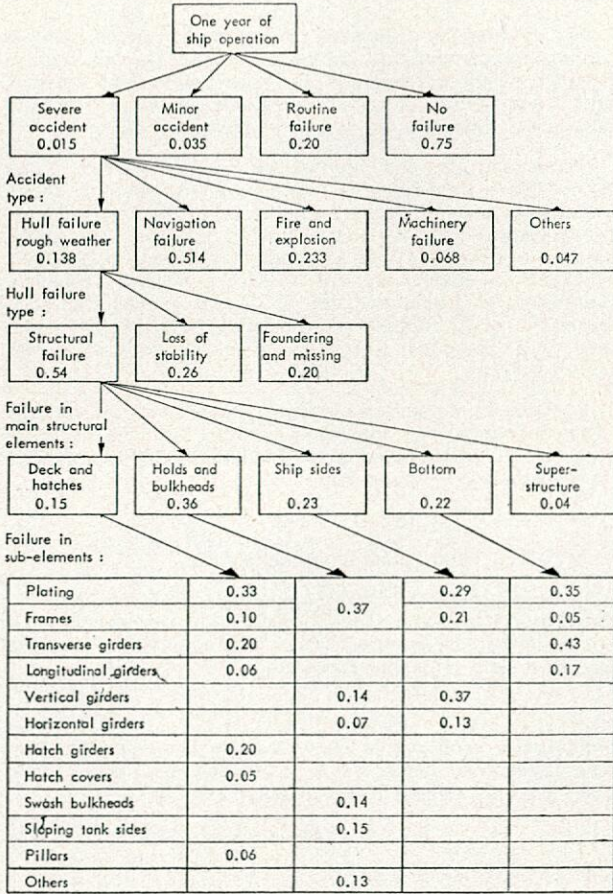 One year of
ship operation
Severe
accident
0.015
Minor
accident
0.035
Routine
failure
0.20
No
failure
0.75
Accident
type :
Hull failure
rough weather
0.138
Navigation
failure
0.514
Fire and
explosion
0.233
Machinery
failure
0.068
Others
0.047
Hull failure
type :
Structural
failure
0.54
Loss of
stability
0.26
Foundering
and missing
0.20
Failure in
main structural
elements :
Deck and
hatches
0.15
Holds and
bulkheads
0.36
Ship sides
0.23
Bottom
0.22
Super-
structure
0.04
Failure in
sub-elements :
Plating 0.33 0.37 0.29 0.35
Frames 0.10 0.21 0.05
Transverse girders 0.20 0.43
Longitudinal girders 0.06 0.17
Vertical girders 0.14 0.37
Horizontal girders 0.07 0.13
Hatch girders 0.20
Hatch covers 0.05
Swash bulkheads 0.14
Sloping tank sides 0.15
Pillars 0.06
Others 0.13